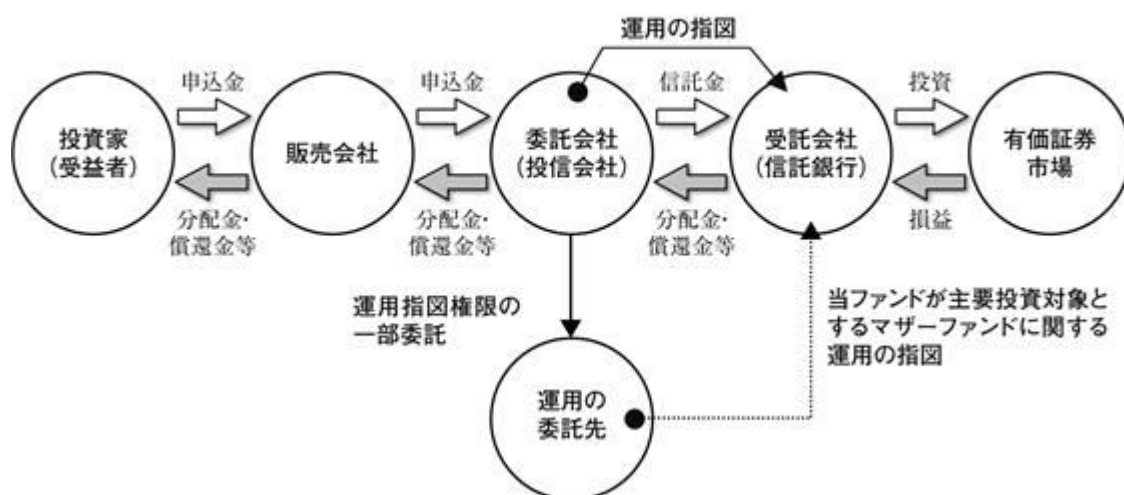 運用の指図
申込金
申込金
信託金
投資
投資家
（受益者）
販売会社
委託会社
（投信会社）
受託会社
（信託銀行）
有価証券
市場
分配金・
償還金等
分配金・
償還金等
分配金・
償還金等
損益
運用指図権限の
一部委託
当ファンドが主要投資対象と
するマザーファンドに関する
運用の指図
運用の
委託先